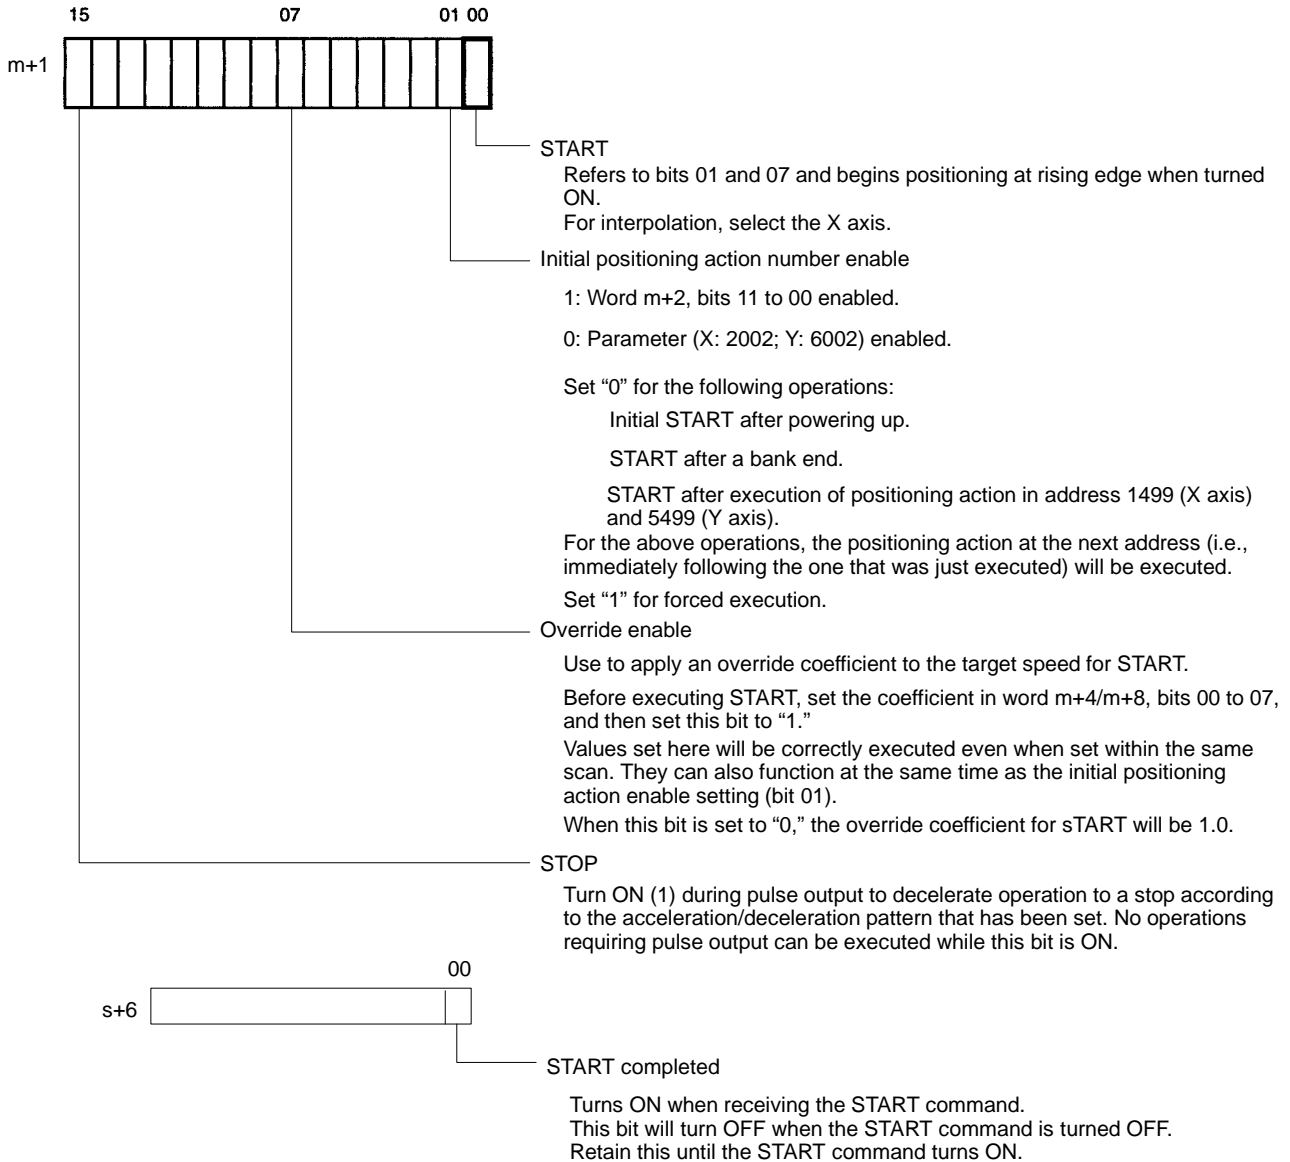 15 07 01 00
m+1
START
Refers to bits 01 and 07 and begins positioning at rising edge when turned
ON.
For interpolation, select the X axis.
Initial positioning action number enable
1: Word m+2, bits 11 to 00 enabled.
0: Parameter (X: 2002; Y: 6002) enabled.
Set “0” for the following operations:
Initial START after powering up.
START after a bank end.
START after execution of positioning action in address 1499 (X axis)
and 5499 (Y axis).
For the above operations, the positioning action at the next address (i.e.,
immediately following the one that was just executed) will be executed.
Set “1” for forced execution.
Override enable
Use to apply an override coefficient to the target speed for START.
Before executing START, set the coefficient in word m+4/m+8, bits 00 to 07,
and then set this bit to “1.”
Values set here will be correctly executed even when set within the same
scan. They can also function at the same time as the initial positioning
action enable setting (bit 01).
When this bit is set to “0,” the override coefficient for sTART will be 1.0.
STOP
Turn ON (1) during pulse output to decelerate operation to a stop according
to the acceleration/deceleration pattern that has been set. No operations
requiring pulse output can be executed while this bit is ON.
00
s+6
START completed
Turns ON when receiving the START command.
This bit will turn OFF when the START command is turned OFF.
Retain this until the START command turns ON.